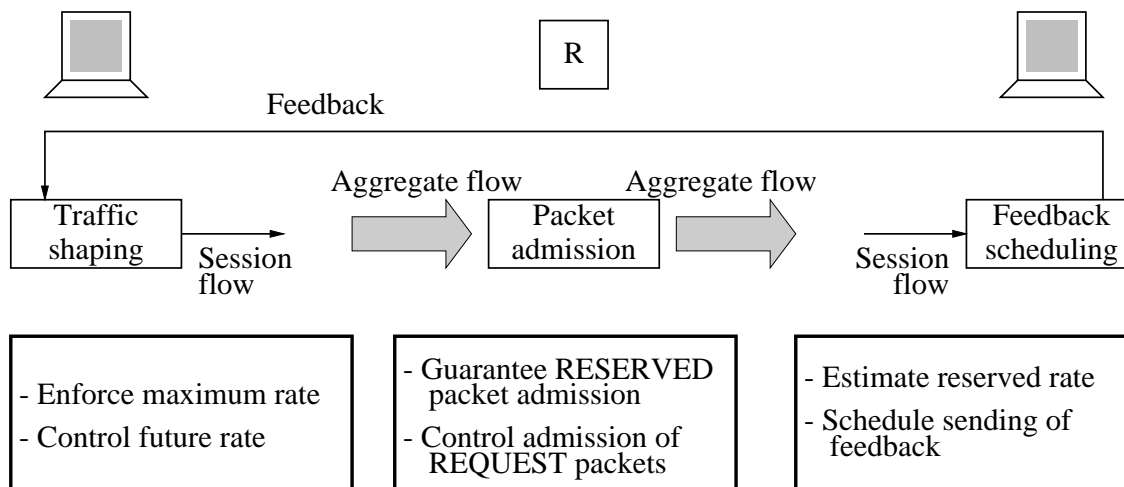 R
Feedback
Aggregate flow
Aggregate flow
Traffic
shaping
Session
flow
Packet
admission
Session
flow
Feedback
scheduling
- Enforce maximum rate
- Control future rate
- Guarantee RESERVED
packet admission
- Control admission of
REQUEST packets
- Estimate reserved rate
- Schedule sending of
feedback